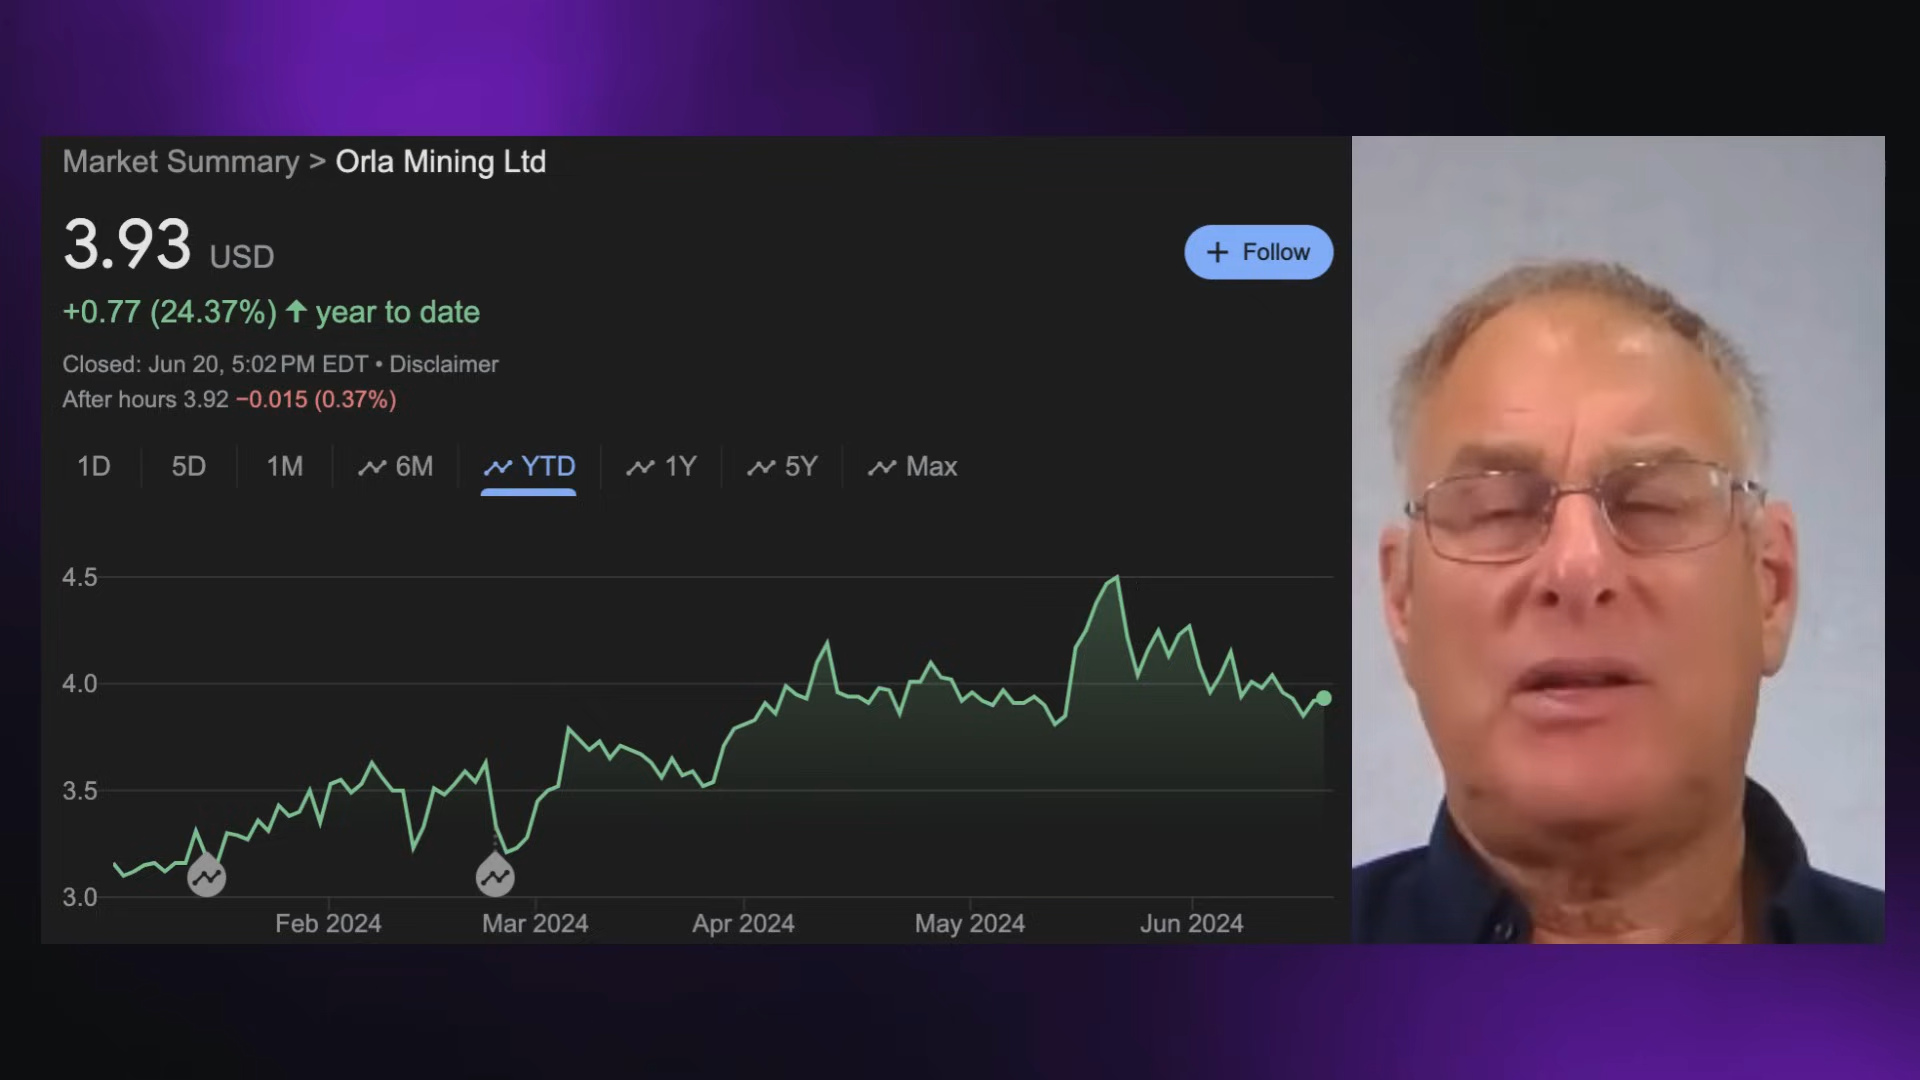 Market Summary > Orla Mining Ltd
3.93 USD
+ Follow
+0.77 (24.37%) ↑ year to date
Closed: Jun 20, 5:02 PM EDT • Disclaimer
After hours 3.92 −0.015 (0.37%)
1D 5D 1M 6M YTD 1Y 5Y Max
4.5
4.0
3.5
3.0
Feb 2024 Mar 2024 Apr 2024 May 2024 Jun 2024